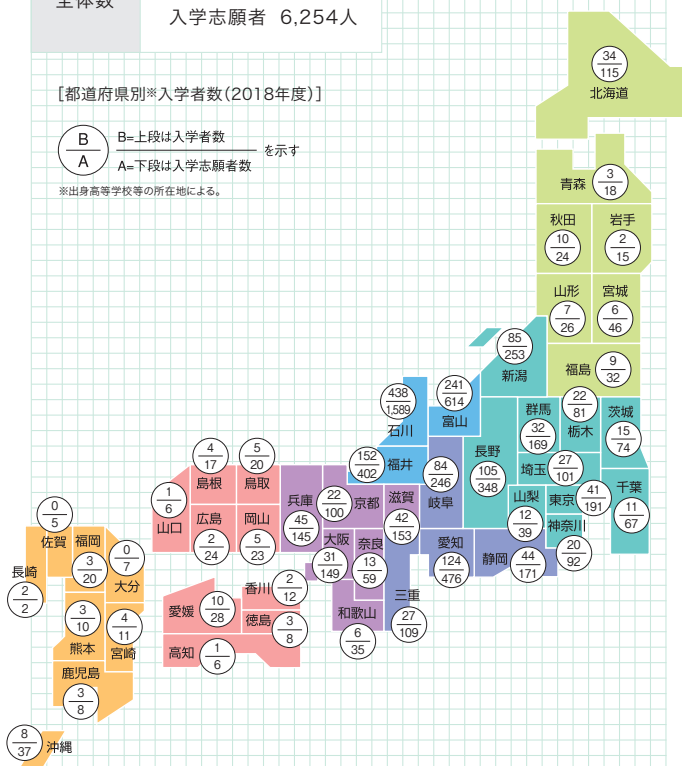 全体数
入学志願者 6,254人
[都道府県別※入学者数(2018年度)]
B
A
B=上段は入学者数
A=下段は入学志願者数
を示す
※出身高等学校等の所在地による。
34
115
北海道
青森
3
18
秋田
10
24
岩手
2
15
山形
7
26
宮城
6
46
福島
9
32
85
253
新潟
241
614
富山
438
1,589
石川
152
402
福井
22
81
栃木
群馬
32
169
茨城
15
74
埼玉
27
101
千葉
11
67
東京
41
191
神奈川
20
92
山梨
12
39
長野
105
348
84
246
岐阜
静岡
44
171
愛知
124
476
三重
27
109
滋賀
42
153
22
100
京都
兵庫
45
145
大阪
31
149
奈良
13
59
和歌山
6
35
5
20
鳥取
4
17
島根
岡山
5
23
広島
2
24
1
6
山口
香川
2
12
徳島
3
8
愛媛
10
28
高知
1
6
福岡
3
20
0
5
佐賀
長崎
2
2
0
7
大分
3
10
熊本
4
11
宮崎
鹿児島
3
8
8
37
沖縄